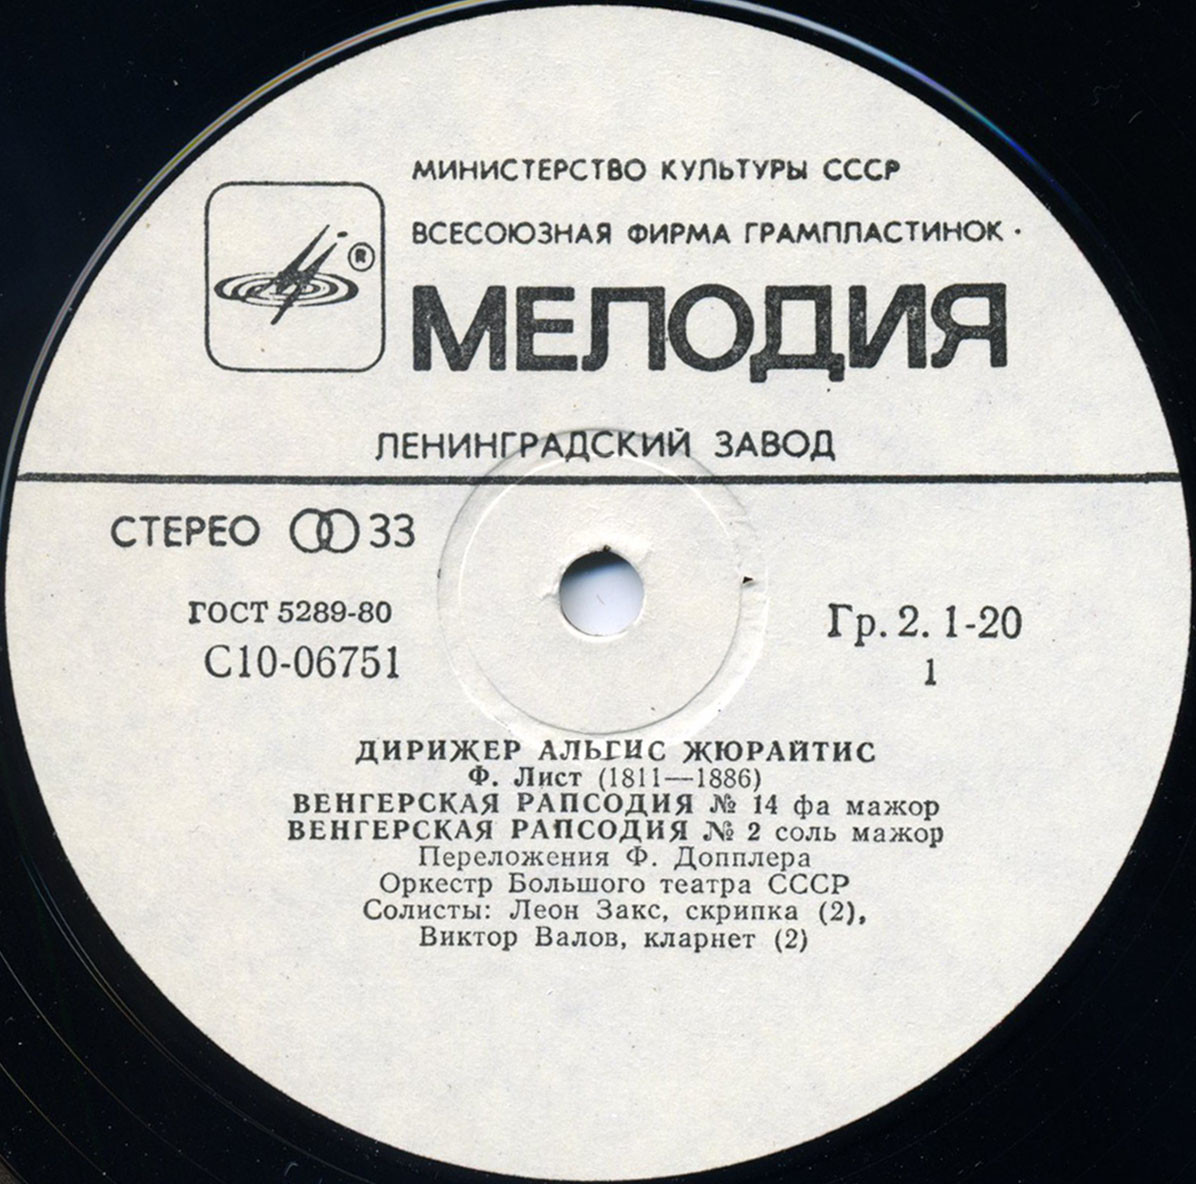 МИНИСТЕРСТВО КУЛЬТУРЫ СССР
ВСЕСОЮЗНАЯ ФИРМА ГРАМПЛАСТИНОК ·
®
МЕЛОДИЯ
ЛЕНИНГРАДСКИЙ ЗАВОД
СТЕРЕО 33
ГОСТ 5289-80
С10-06751
Гр. 2. 1-20
1
ДИРИЖЕР АЛЬГИС ЖЮРАЙТИС
Ф. Лист (1811—1886)
ВЕНГЕРСКАЯ РАПСОДИЯ № 14 фа мажор
ВЕНГЕРСКАЯ РАПСОДИЯ № 2 соль мажор
Переложения Ф. Допплера
Оркестр Большого театра СССР
Солисты: Леон Закс, скрипка (2),
Виктор Валов, кларнет (2)